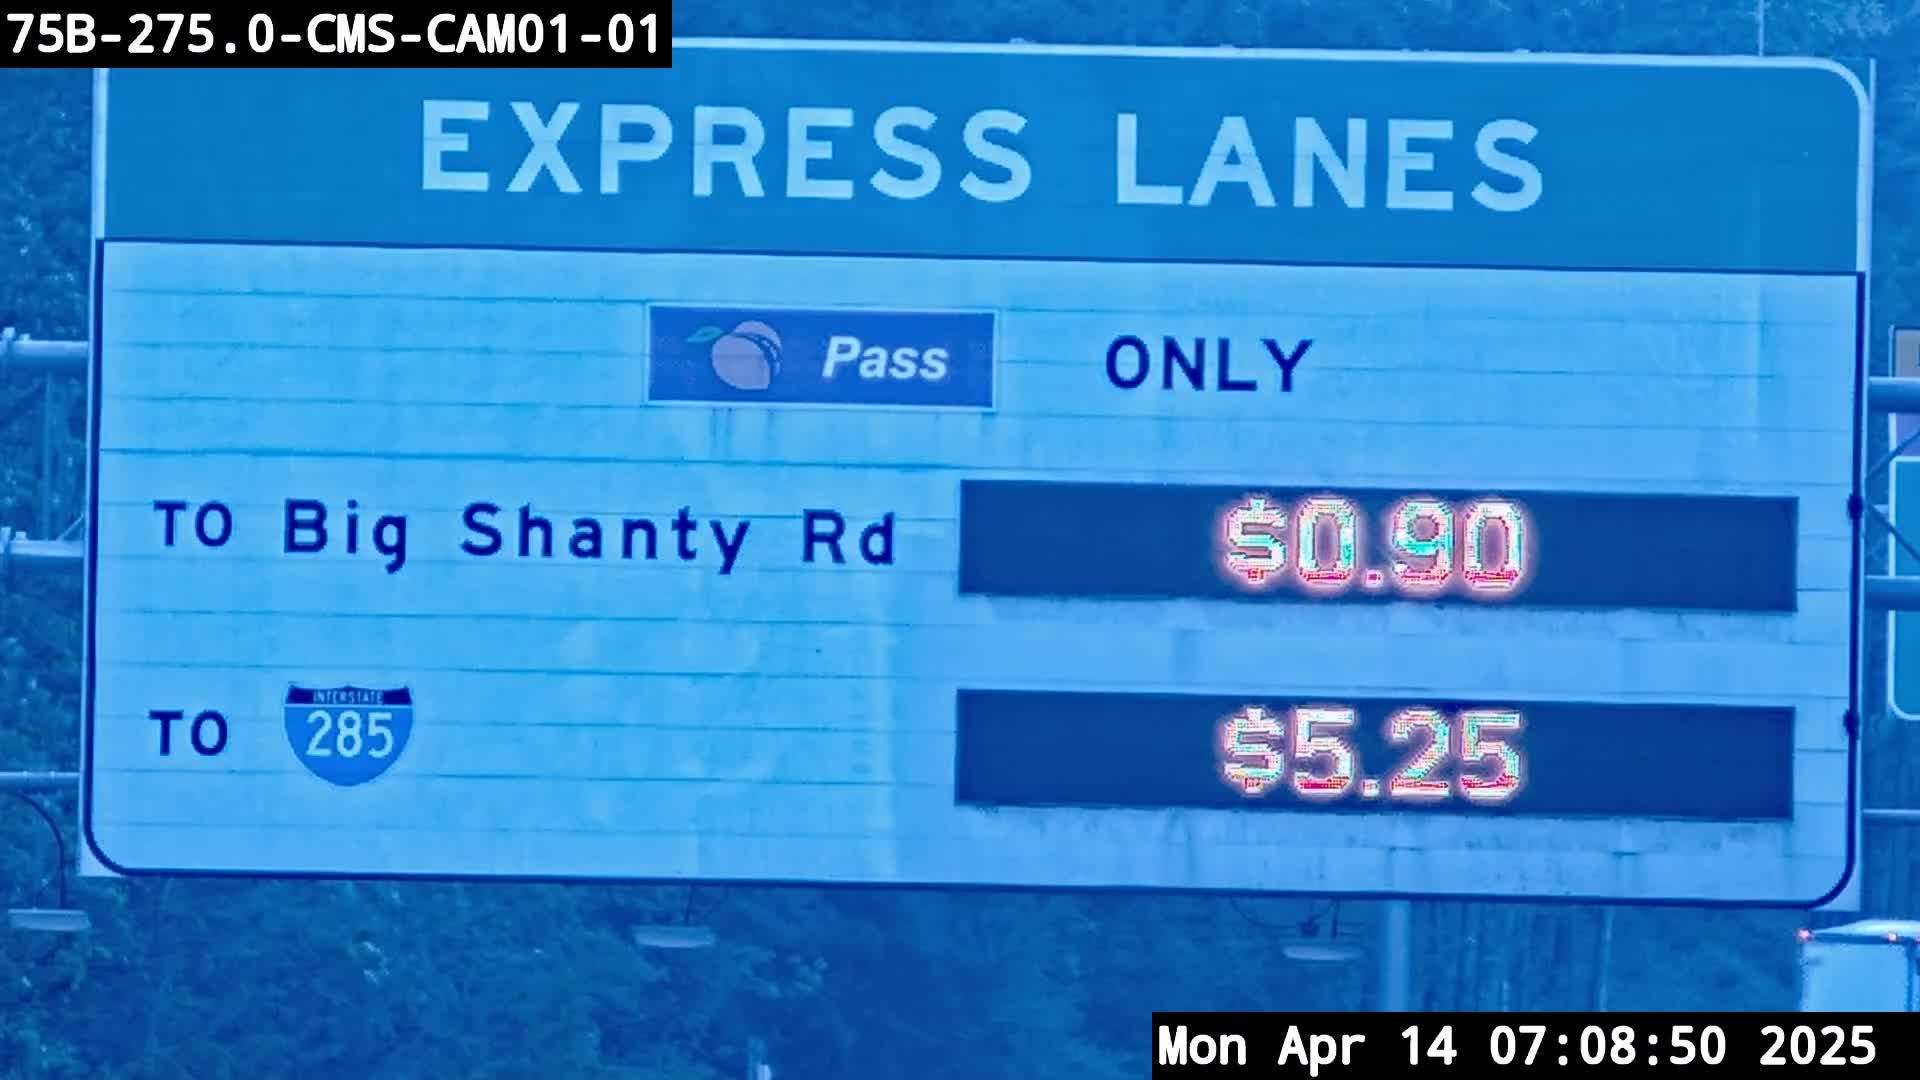 75B-275.0-CMS-CAM01-01
EXPRESS LANES
Pass ONLY
TO Big Shanty Rd $0.90
INTERSTATE
TO 285 $5.25
Mon Apr 14 07:08:50 2025